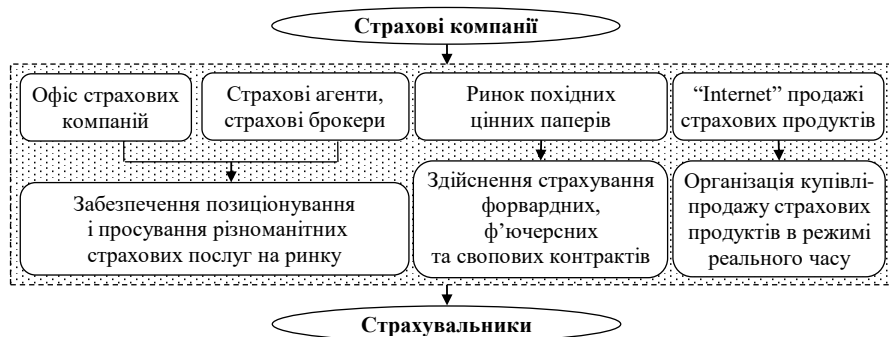 Страхові компанії
Офіс страхових
компаній
Страхові агенти,
страхові брокери
Ринок похідних
цінних паперів
“Internet” продажі
страхових продуктів
Забезпечення позиціонування
і просування різноманітних
страхових послуг на ринку
Здійснення страхування
форвардних,
ф’ючерсних
та свопових контрактів
Організація купівлі-
продажу страхових
продуктів в режимі
реального часу
Страхувальники